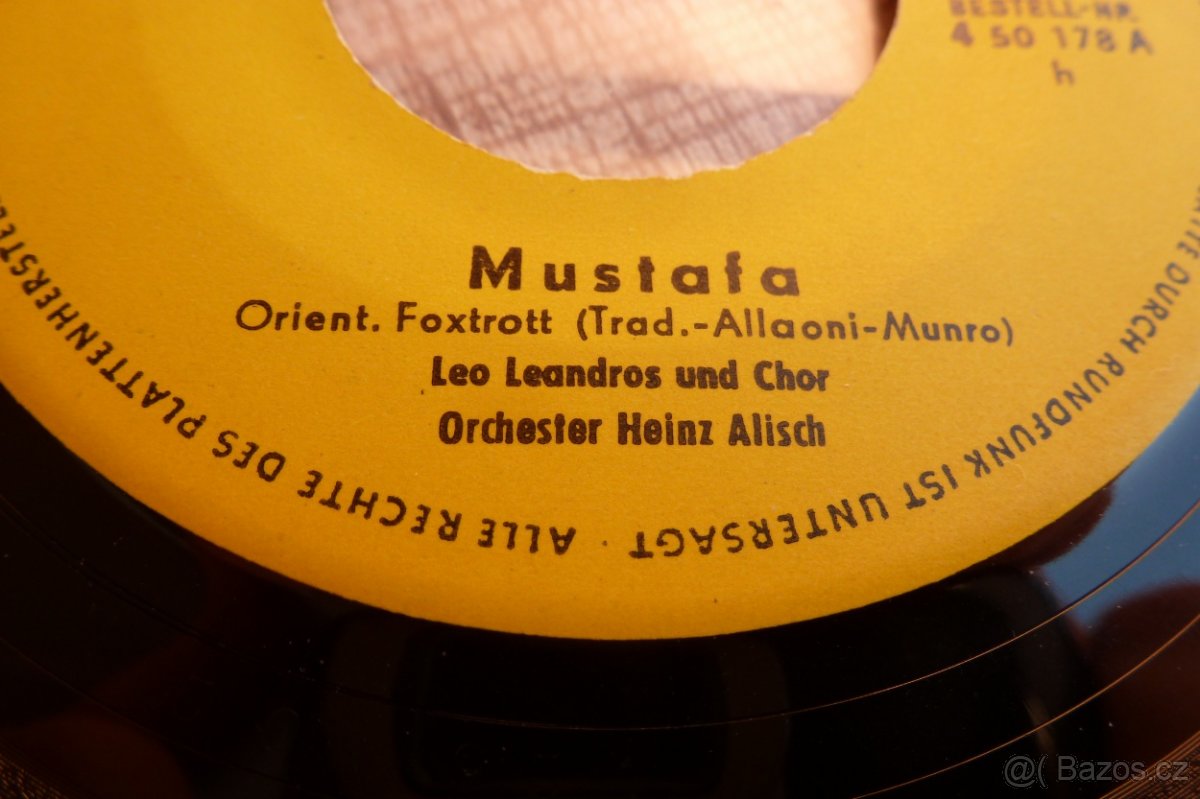 BESTELL-NR.
4 50 178 A
h
Mustafa
Orient. Foxtrott (Trad.-Allaoni-Munro)
Leo Leandros und Chor
Orchester Heinz Alisch
ALLE RECHTE DES PLATTENHERSTEL
DURCH RUNDFUNK IST UNTERSAGT ·
@( Bazos.cz